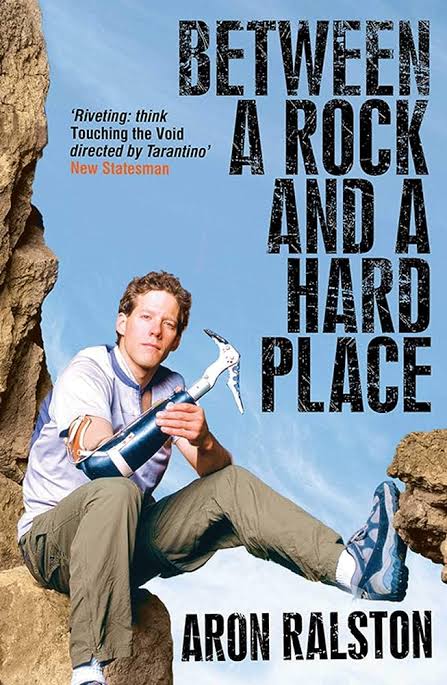 BETWEEN
A ROCK
AND A
HARD
PLACE
'Riveting: think
Touching the Void
directed by Tarantino'
New Statesman
ARON RALSTON